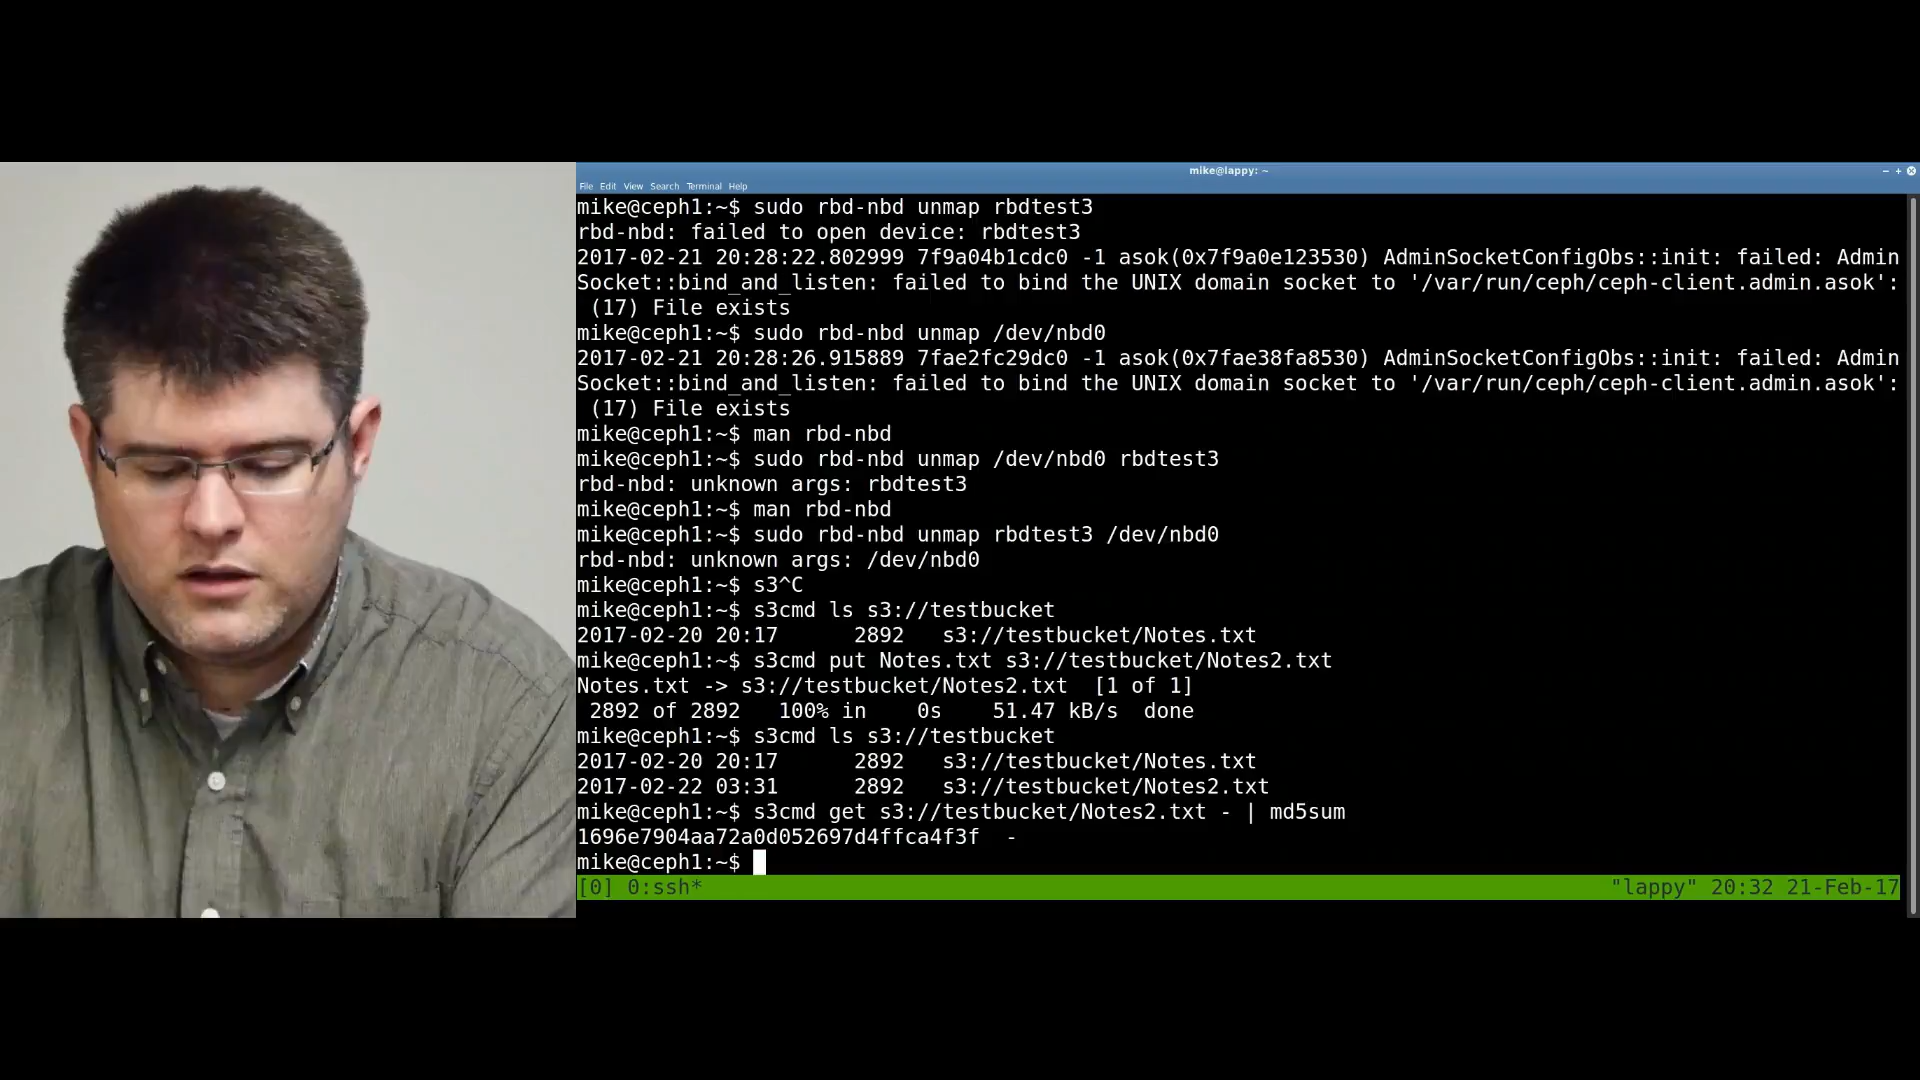 mike@lappy: ~
File Edit View Search Terminal Help
mike@ceph1:~$ sudo rbd-nbd unmap rbdtest3
rbd-nbd: failed to open device: rbdtest3
2017-02-21 20:28:22.802999 7f9a04b1cdc0 -1 asok(0x7f9a0e123530) AdminSocketConfigObs::init: failed: Admin
Socket::bind_and_listen: failed to bind the UNIX domain socket to '/var/run/ceph/ceph-client.admin.asok':
(17) File exists
mike@ceph1:~$ sudo rbd-nbd unmap /dev/nbd0
2017-02-21 20:28:26.915889 7fae2fc29dc0 -1 asok(0x7fae38fa8530) AdminSocketConfigObs::init: failed: Admin
Socket::bind_and_listen: failed to bind the UNIX domain socket to '/var/run/ceph/ceph-client.admin.asok':
(17) File exists
mike@ceph1:~$ man rbd-nbd
mike@ceph1:~$ sudo rbd-nbd unmap /dev/nbd0 rbdtest3
rbd-nbd: unknown args: rbdtest3
mike@ceph1:~$ man rbd-nbd
mike@ceph1:~$ sudo rbd-nbd unmap rbdtest3 /dev/nbd0
rbd-nbd: unknown args: /dev/nbd0
mike@ceph1:~$ s3^C
mike@ceph1:~$ s3cmd ls s3://testbucket
2017-02-20 20:17      2892   s3://testbucket/Notes.txt
mike@ceph1:~$ s3cmd put Notes.txt s3://testbucket/Notes2.txt
Notes.txt -> s3://testbucket/Notes2.txt  [1 of 1]
2892 of 2892   100% in    0s    51.47 kB/s  done
mike@ceph1:~$ s3cmd ls s3://testbucket
2017-02-20 20:17      2892   s3://testbucket/Notes.txt
2017-02-22 03:31      2892   s3://testbucket/Notes2.txt
mike@ceph1:~$ s3cmd get s3://testbucket/Notes2.txt - | md5sum
1696e7904aa72a0d052697d4ffca4f3f  -
mike@ceph1:~$
[0] 0:ssh* "lappy" 20:32 21-Feb-17